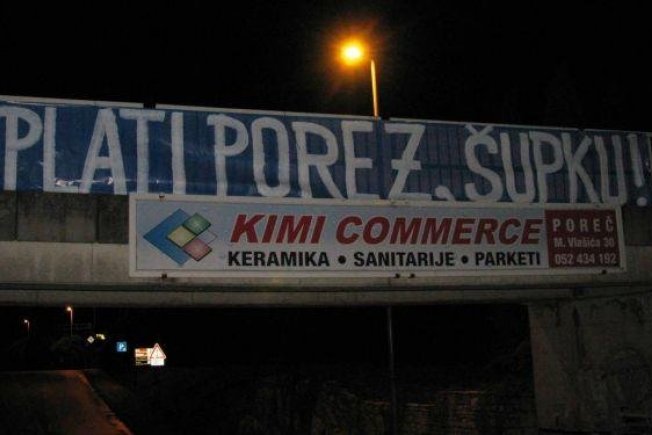 PLATI POREZ, ŠUPKU!
KIMI COMMERCE
KERAMIKA • SANITARIJE • PARKETI
POREČ
M. Vlašića 30
052 434 192
P